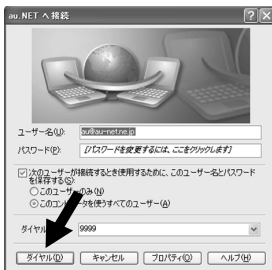 au.NET へ接続
ユーザー名(U): au@au-net.ne.jp
パスワード(P): [パスワードを変更するには、ここをクリックします]
次のユーザーが接続するとき使用するために、このユーザー名とパスワード
を保存する(S):
このユーザーのみ(N)
このコンピュータを使うすべてのユーザー(A)
ダイヤル 9999
ダイヤル(D) キャンセル プロパティ(O) ヘルプ(H)